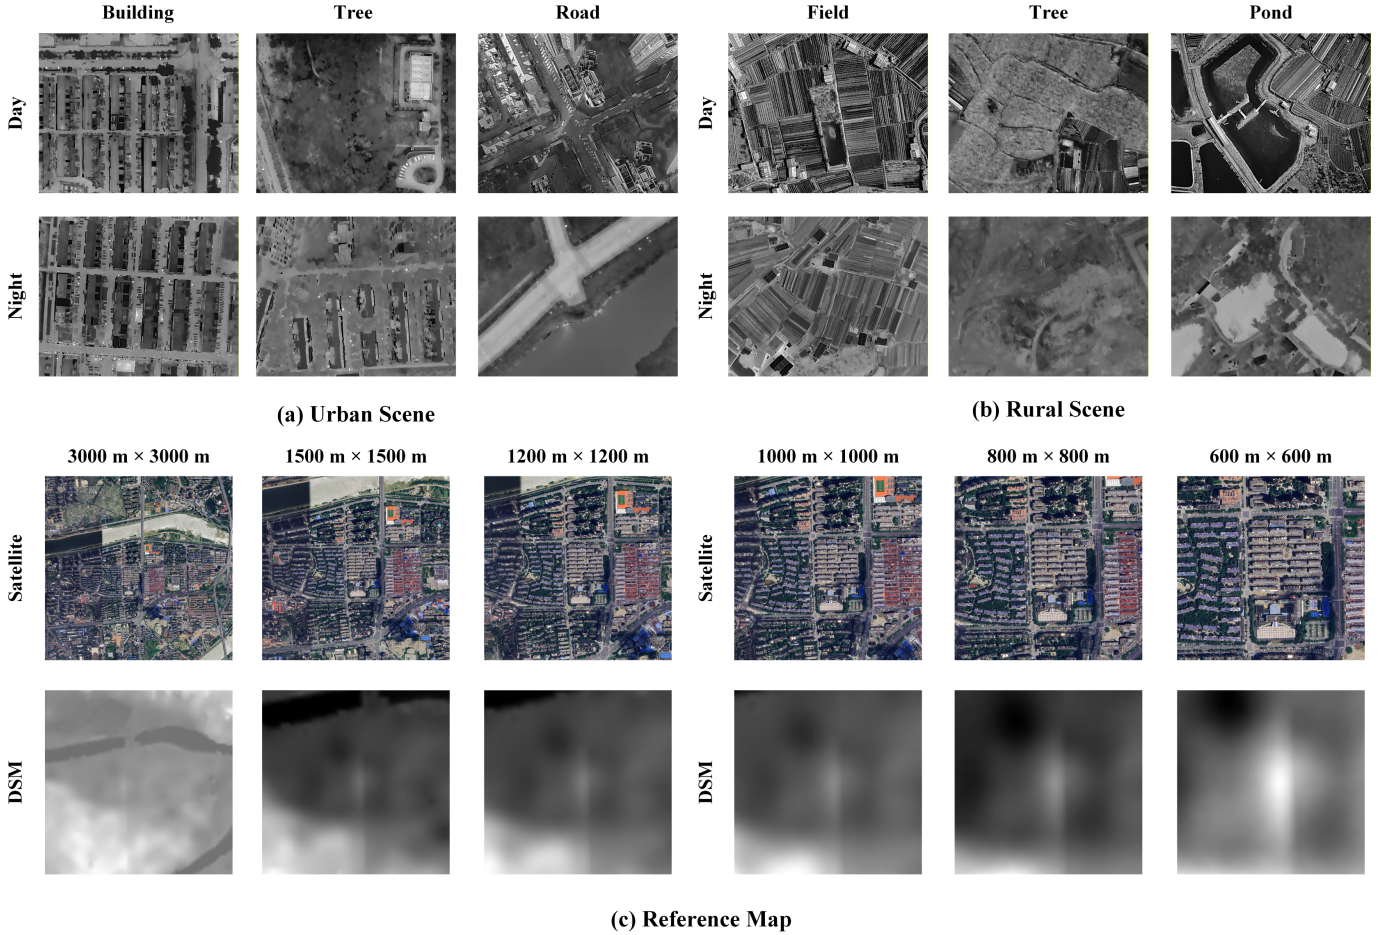 Building Tree Road Field Tree Pond
Day Day
Night Night
(a) Urban Scene (b) Rural Scene
3000 m × 3000 m 1500 m × 1500 m 1200 m × 1200 m 1000 m × 1000 m 800 m × 800 m 600 m × 600 m
Satellite Satellite
DSM DSM
(c) Reference Map